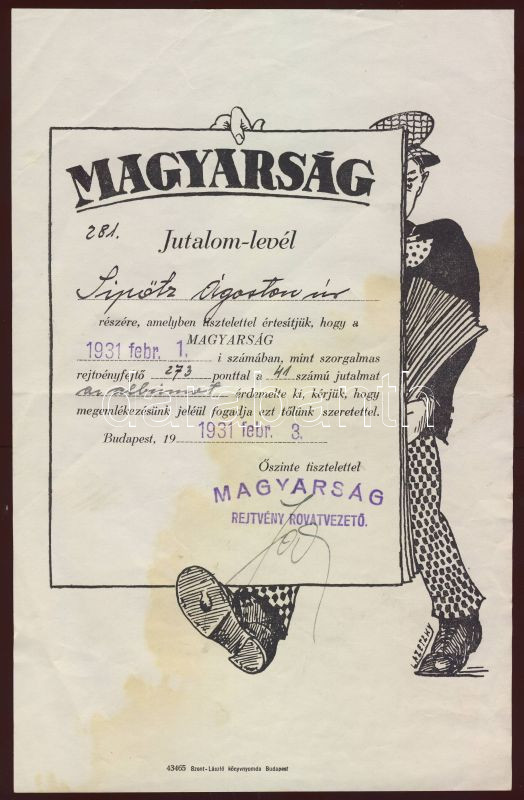 MAGYARSÁG
281.
Jutalom-levél
Sipőtz Ágoston úr
részére, amelyben tisztelettel értesítjük, hogy a
MAGYARSÁG
1931 febr. 1. i számában, mint szorgalmas
rejtvényfejtő 273 ponttal a 41 számú jutalmat
érdemelte ki, kérjük, hogy
megemlékezésünk jeléül fogadja ezt tőlünk szeretettel.
Budapest, 19 1931 febr. 3.
Őszinte tisztelettel
MAGYARSÁG
REJTVÉNY ROVATVEZETŐ.
43465 Szent-László könyvnyomda Budapest